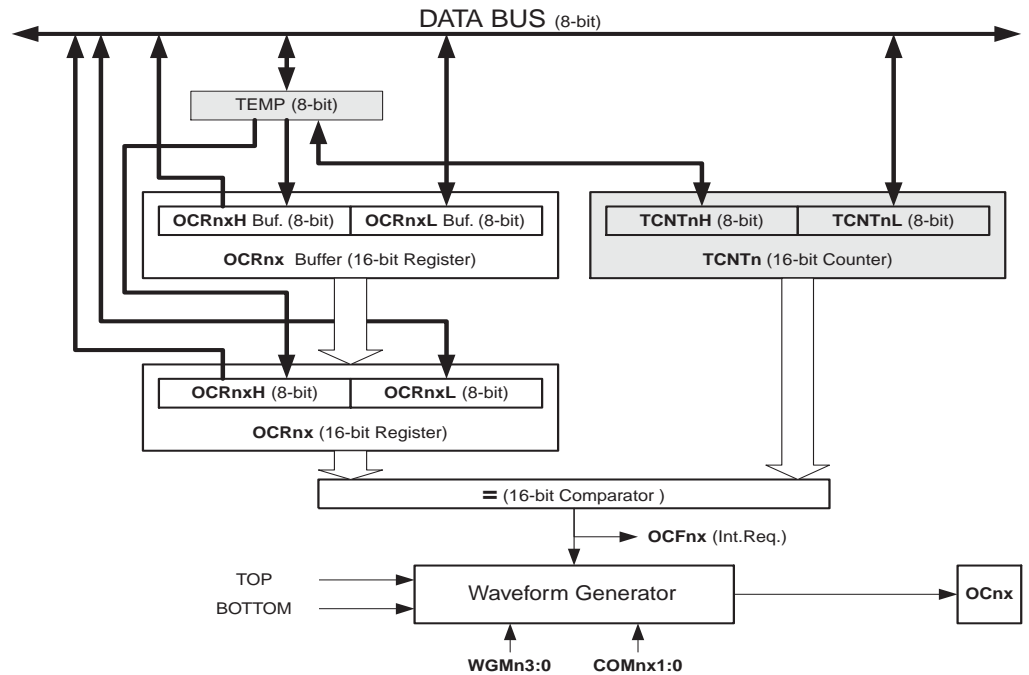 DATA BUS (8-bit)
TEMP (8-bit)
OCRnxH Buf. (8-bit)
OCRnxL Buf. (8-bit)
OCRnx Buffer (16-bit Register)
TCNTnH (8-bit)
TCNTnL (8-bit)
TCNTn (16-bit Counter)
OCRnxH (8-bit)
OCRnxL (8-bit)
OCRnx (16-bit Register)
= (16-bit Comparator )
OCFnx (Int.Req.)
TOP
BOTTOM
Waveform Generator
OCnx
WGMn3:0
COMnx1:0